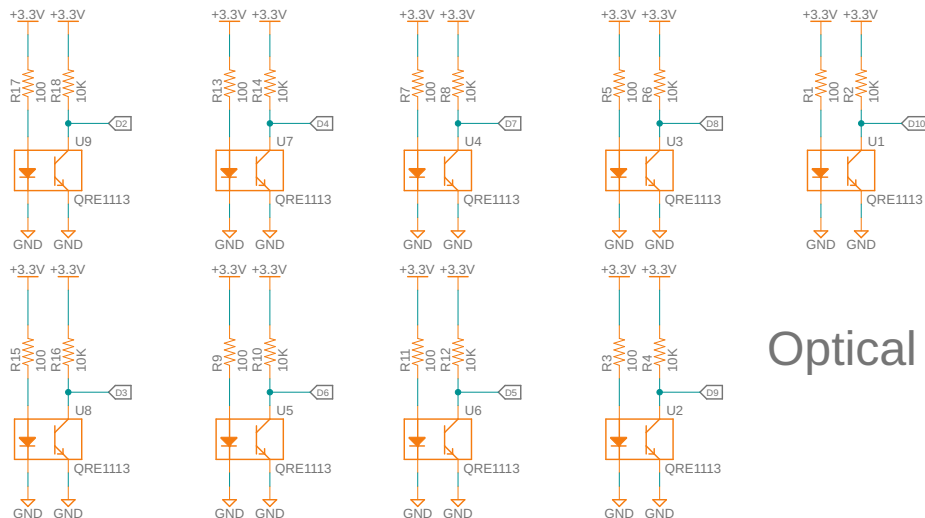 +3.3V +3.3V +3.3V +3.3V +3.3V +3.3V +3.3V +3.3V +3.3V +3.3V
R17 100 R18 10K R13 100 R14 10K R7 100 R8 10K R5 100 R6 10K R1 100 R2 10K
D2 D4 D7 D8 D10
U9 U7 U4 U3 U1
QRE1113 QRE1113 QRE1113 QRE1113 QRE1113
GND GND GND GND GND GND GND GND GND GND
+3.3V +3.3V +3.3V +3.3V +3.3V +3.3V +3.3V +3.3V
R15 100 R16 10K R9 100 R10 10K R11 100 R12 10K R3 100 R4 10K
Optical
D3 D6 D5 D9
U8 U5 U6 U2
QRE1113 QRE1113 QRE1113 QRE1113
GND GND GND GND GND GND GND GND